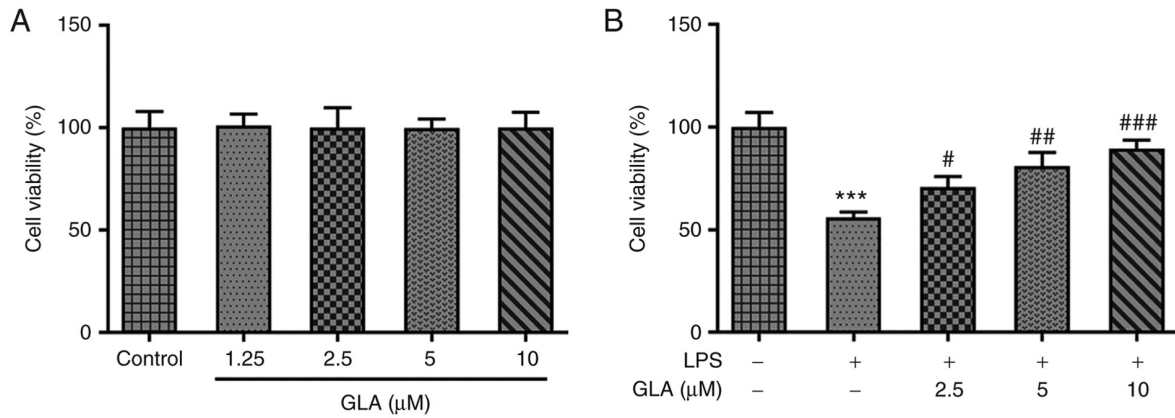 A
150
100
50
0
Cell viability (%)
Control 1.25 2.5 5 10
GLA (μM)
B
150
100
50
0
Cell viability (%)
***
#
##
###
LPS – + + + +
GLA (μM) – – 2.5 5 10